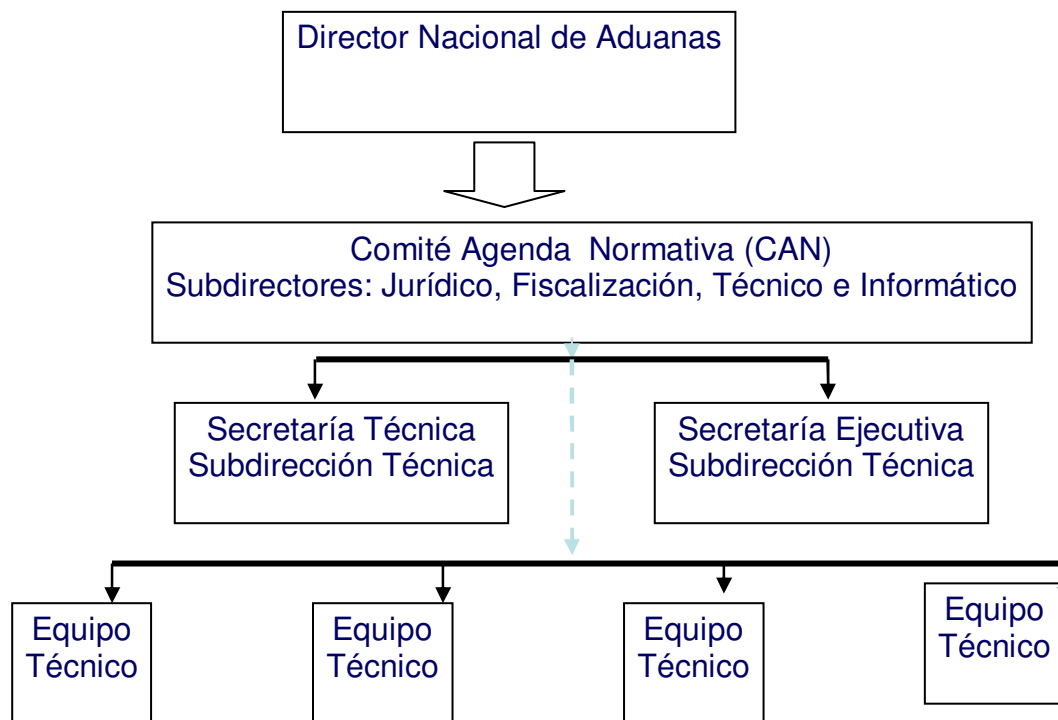 Director Nacional de Aduanas
Comité Agenda Normativa (CAN)
Subdirectores: Jurídico, Fiscalización, Técnico e Informático
Secretaría Técnica
Subdirección Técnica
Secretaría Ejecutiva
Subdirección Técnica
Equipo
Técnico
Equipo
Técnico
Equipo
Técnico
Equipo
Técnico